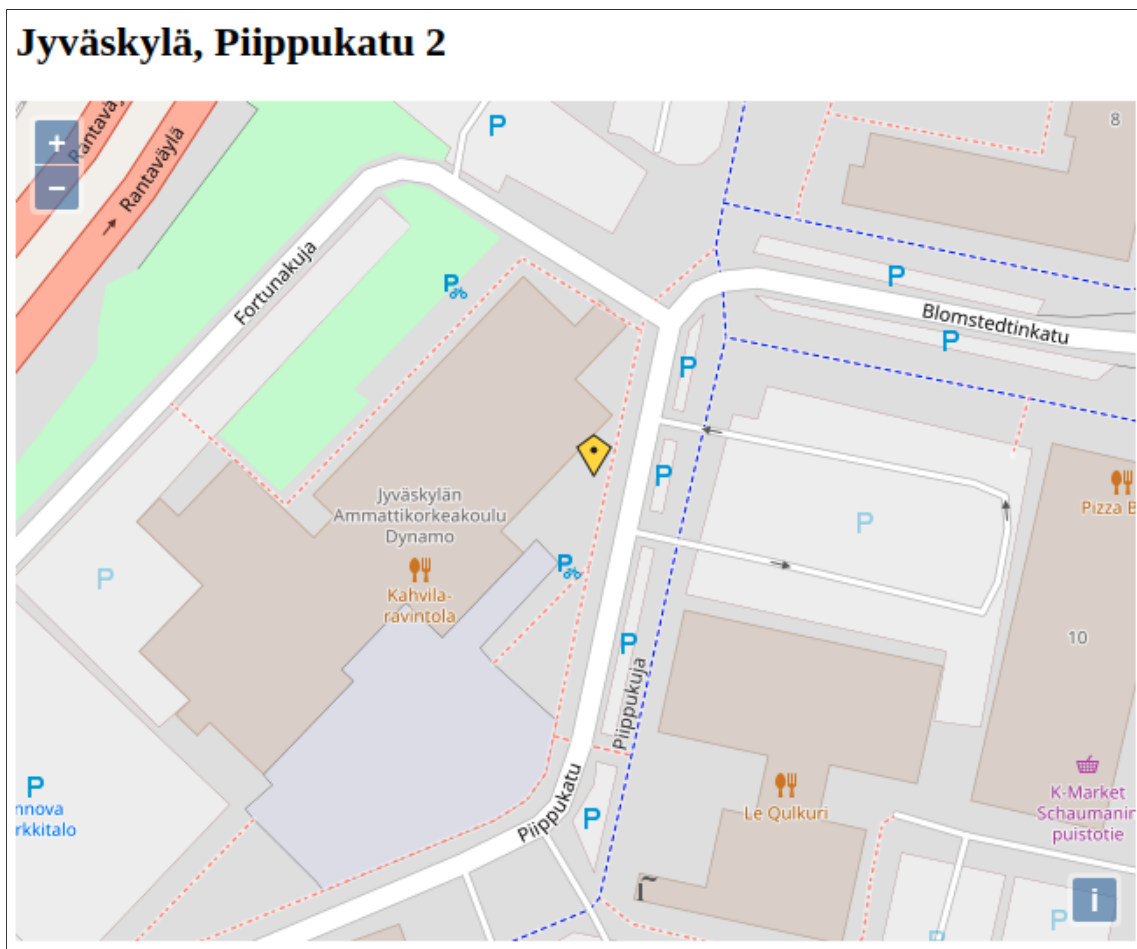 Jyväskylä, Piippukatu 2
+
−
Rantaväylä
8
P
P
Fortunakuja
P
Blomstedtinkatu
P
P
P
Jyväskylän
Ammattikorkeakoulu
Dynamo
Pizza B
P
P
P
Kahvila-
ravintola
P
10
Piippukuja
P
nnova
rkkitalo
Piippukatu
P
Le Qulkuri
K-Market
Schaumanin
puistotie
P
P
i